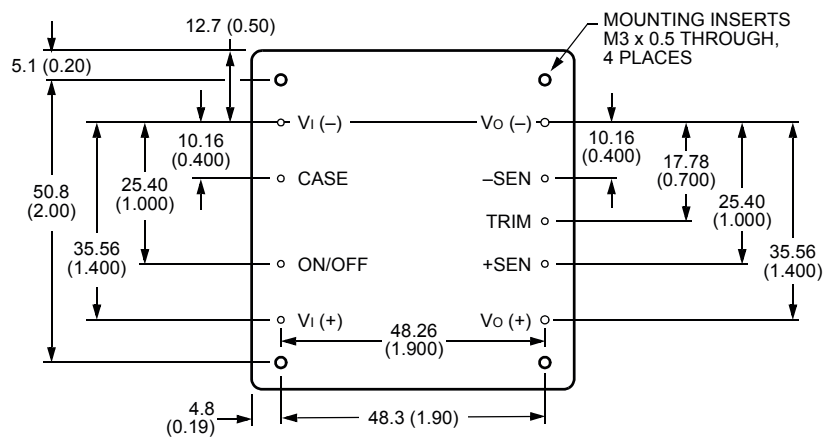 12.7 (0.50)
MOUNTING INSERTS
M3 x 0.5 THROUGH,
4 PLACES
5.1 (0.20)
VI (–)
VO (–)
10.16
(0.400)
10.16
(0.400)
17.78
(0.700)
CASE
–SEN
25.40
(1.000)
50.8
(2.00)
25.40
(1.000)
TRIM
35.56
(1.400)
35.56
(1.400)
ON/OFF
+SEN
VI (+)
VO (+)
48.26
(1.900)
4.8
(0.19)
48.3 (1.90)